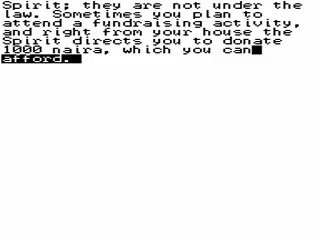 Spirit; they are not under the
law. Sometimes you plan to
attend a fundraising activity,
and right from your house the
Spirit directs you to donate
1000 naira, which you can
afford.